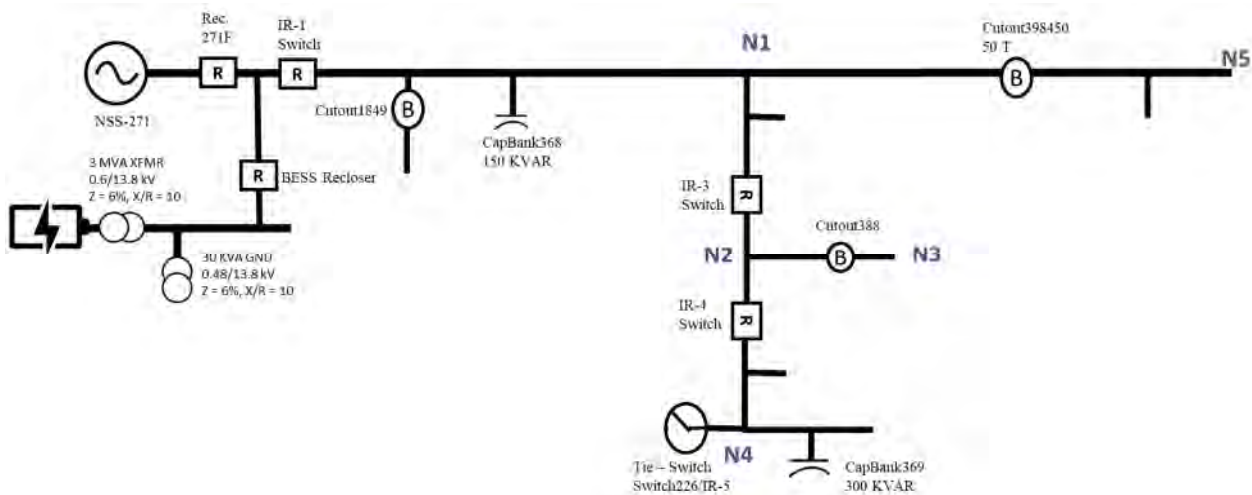 Rec.
271F
IR-1
Switch
R
R
NSS-271
N1
Cutout398450
50 T
B
N5
Cutout1849
B
CapBank368
150 KVAR
3 MVA XFMR
0.6/13.8 kV
Z = 6%, X/R = 10
R
BESS Recloser
30 KVA GND
0.48/13.8 kV
Z = 6%, X/R = 10
IR-3
Switch
R
Cutout388
N2
B
N3
IR-4
Switch
R
Tie – Switch
Switch226/IR-5
N4
CapBank369
300 KVAR